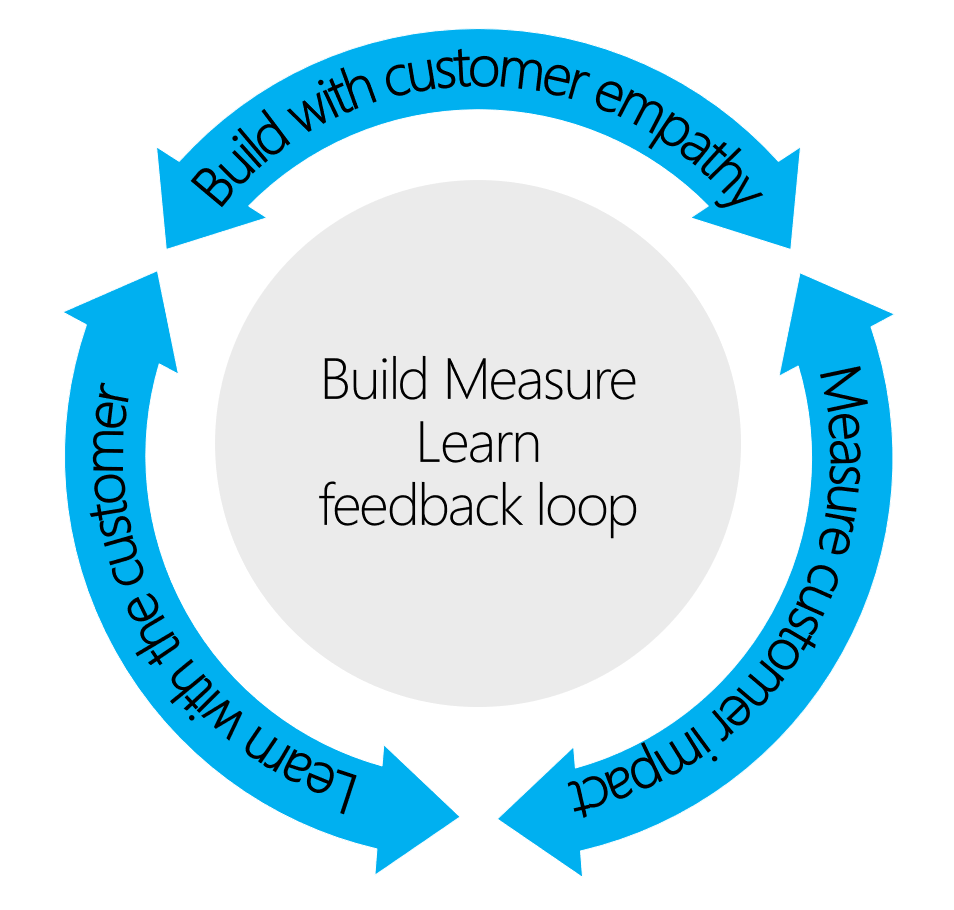 Build with customer empathy
Measure customer impact
Learn with the customer
Build Measure
Learn
feedback loop